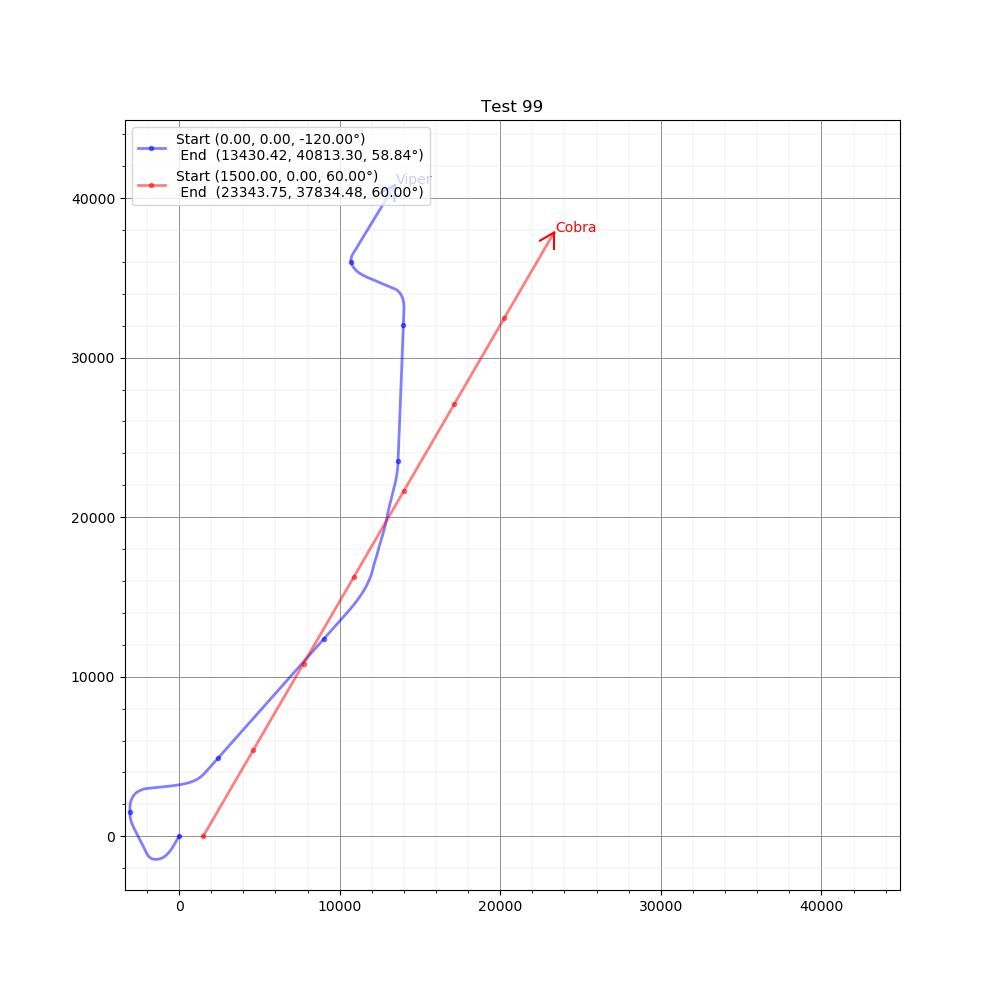 Test 99
Start (0.00, 0.00, -120.00°)
End  (13430.42, 40813.30, 58.84°)
Start (1500.00, 0.00, 60.00°)
End  (23343.75, 37834.48, 60.00°)
Viper
Cobra
40000
30000
20000
10000
0
0
10000
20000
30000
40000